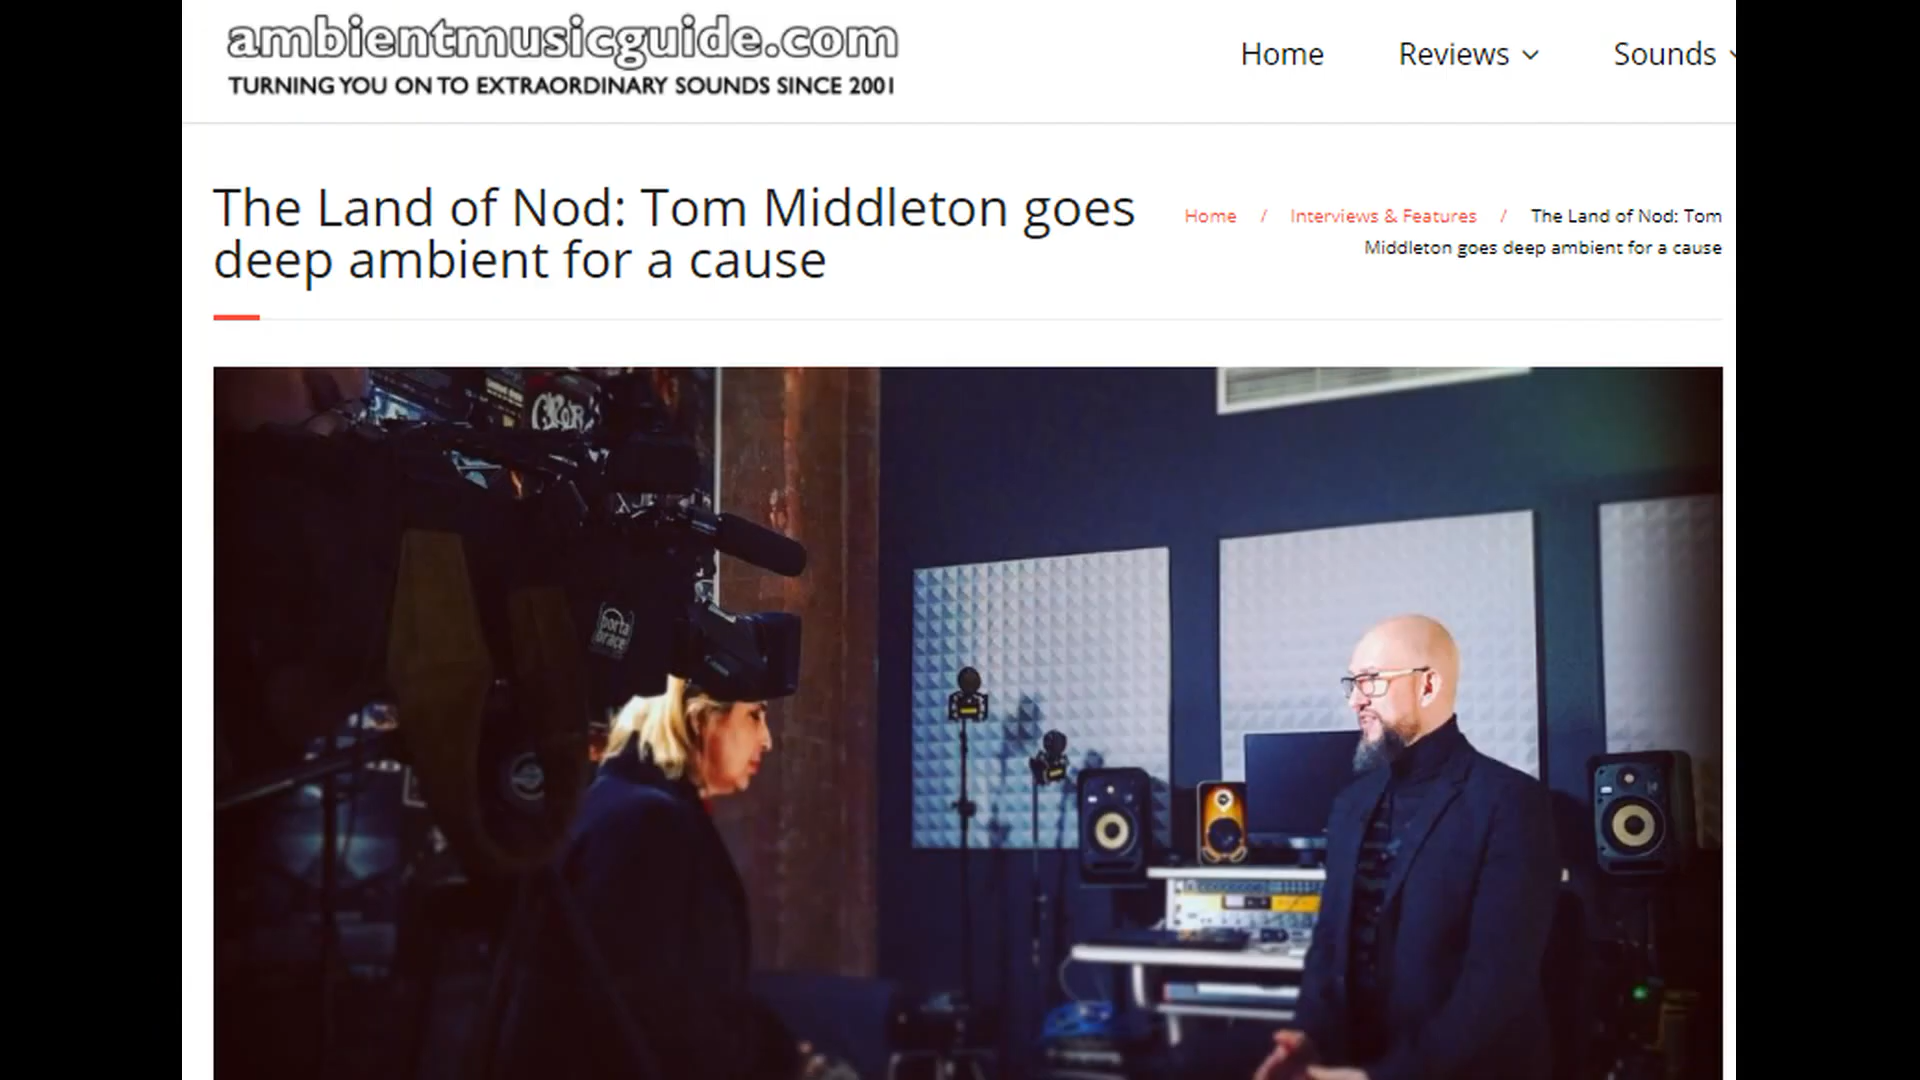 ambientmusicguide.com
TURNING YOU ON TO EXTRAORDINARY SOUNDS SINCE 2001
Home
Reviews
Sounds
The Land of Nod: Tom Middleton goes
deep ambient for a cause
Home / Interviews & Features / The Land of Nod: Tom
Middleton goes deep ambient for a cause
porta
brace